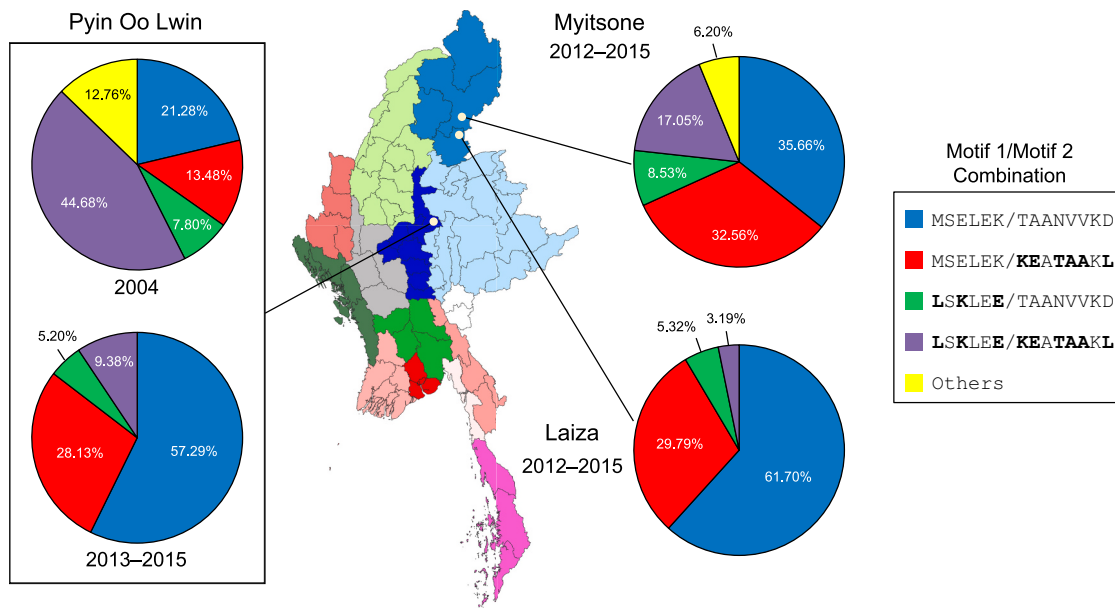 Pyin Oo Lwin
12.76%
21.28%
13.48%
7.80%
44.68%
2004
5.20%
9.38%
28.13%
57.29%
2013–2015
Myitsone
2012–2015
6.20%
17.05%
35.66%
8.53%
32.56%
Laiza
2012–2015
5.32%
3.19%
29.79%
61.70%
Motif 1/Motif 2
Combination
MSELEK/TAANVVKD
MSELEK/KEATAAKL
LSKLEE/TAANVVKD
LSKLEE/KEATAAKL
Others